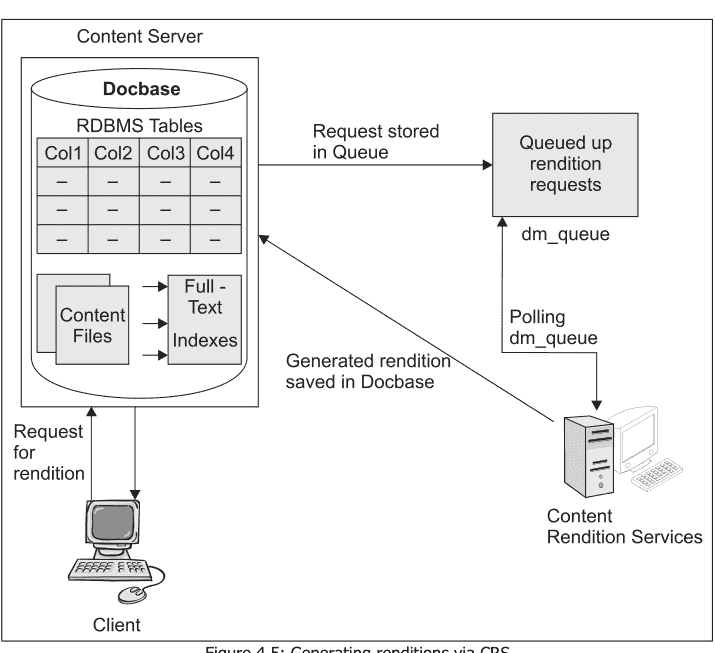 Content Server
Docbase
RDBMS Tables
Col1 Col2 Col3 Col4
– – – –
– – – –
– – – –
Content
Files
Full -
Text
Indexes
Request stored
in Queue
Queued up
rendition
requests
dm_queue
Polling
dm_queue
Generated rendition
saved in Docbase
Request
for
rendition
Client
Content
Rendition Services
Figure 4.5: Generating renditions via CRS